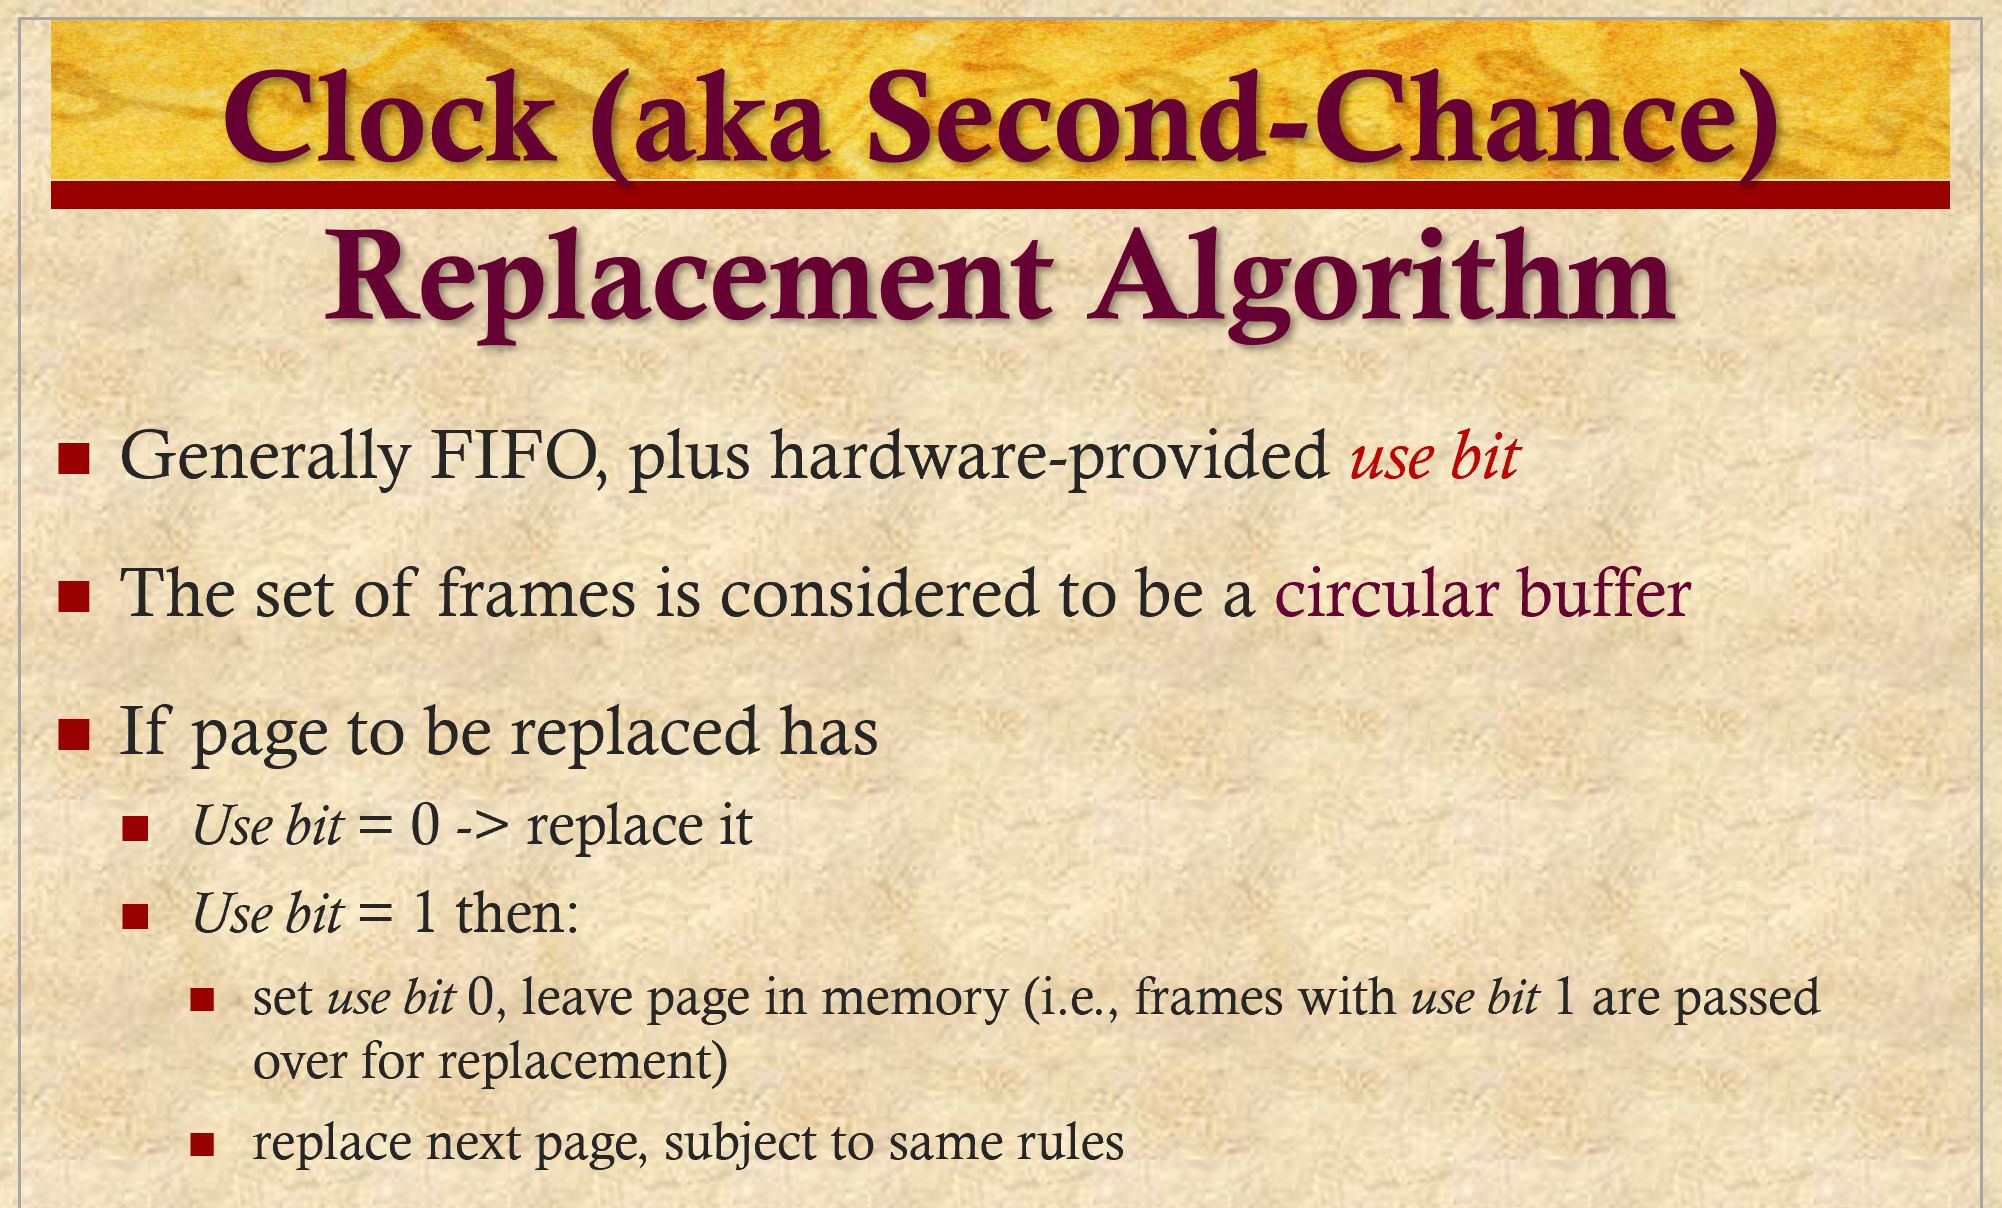 Clock (aka Second-Chance)
Replacement Algorithm
Generally FIFO, plus hardware-provided use bit
The set of frames is considered to be a circular buffer
If page to be replaced has
Use bit = 0 -> replace it
Use bit = 1 then:
set use bit 0, leave page in memory (i.e., frames with use bit 1 are passed
over for replacement)
replace next page, subject to same rules